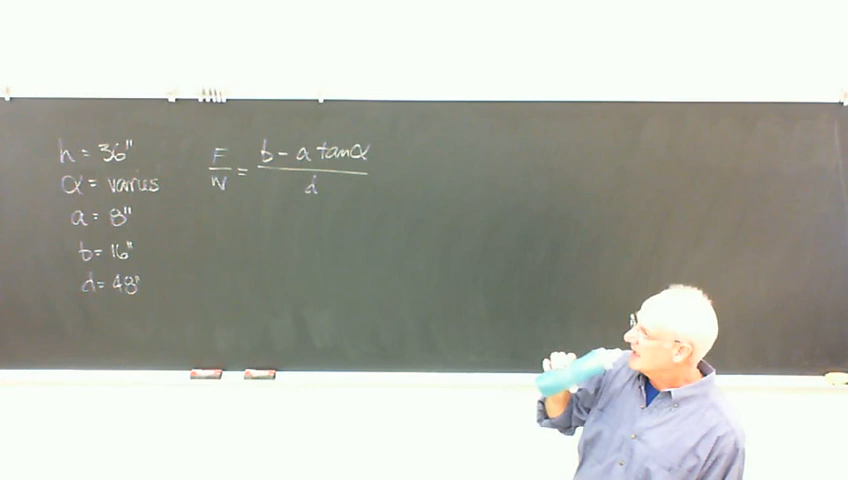 h = 36"
α = varies
a = 8"
b = 16"
d = 48"
F/W = (b - a tanα)/d